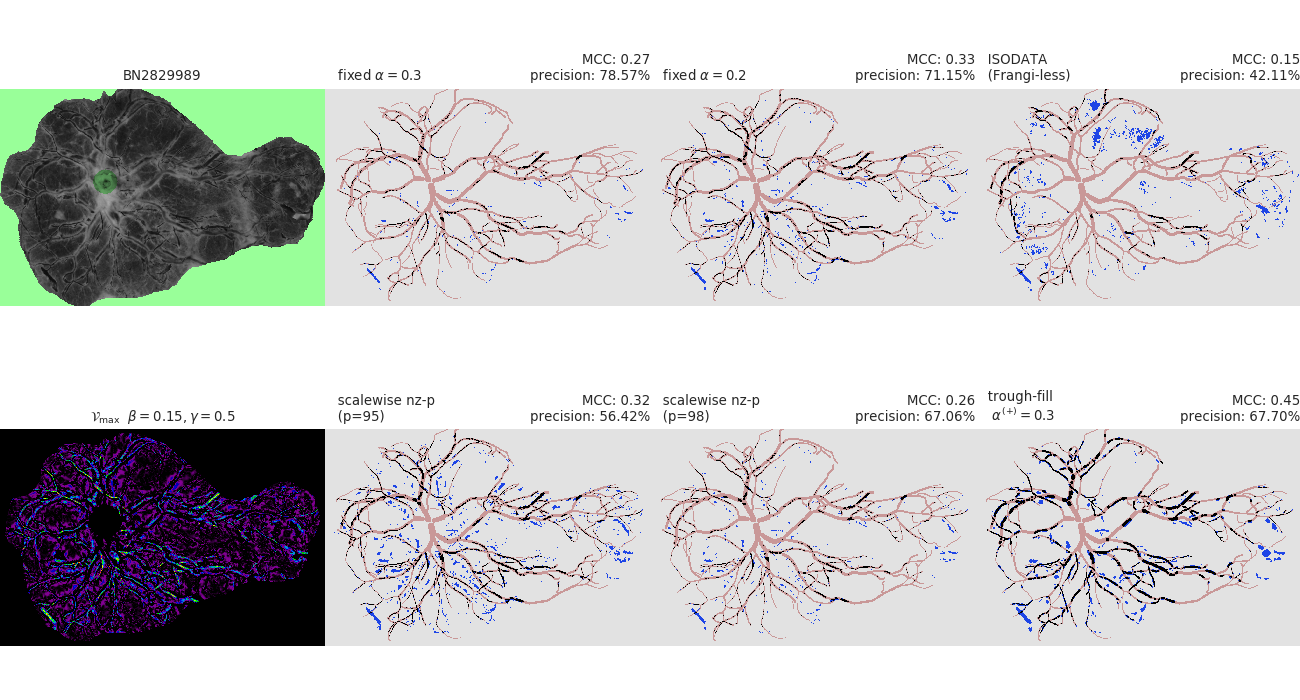 BN2829989
fixed α = 0.3
MCC: 0.27
precision: 78.57%
fixed α = 0.2
MCC: 0.33
precision: 71.15%
ISODATA
(Frangi-less)
MCC: 0.15
precision: 42.11%
𝒱max β = 0.15, γ = 0.5
scalewise nz-p
(p=95)
MCC: 0.32
precision: 56.42%
scalewise nz-p
(p=98)
MCC: 0.26
precision: 67.06%
trough-fill
α(+) = 0.3
MCC: 0.45
precision: 67.70%